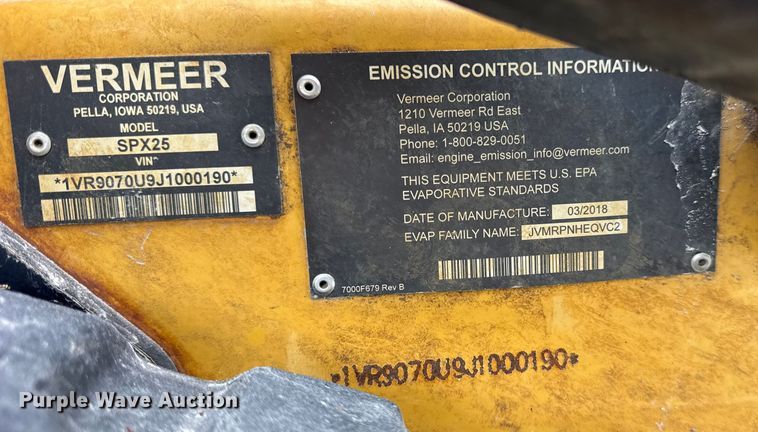 VERMEER
CORPORATION
PELLA, IOWA 50219, USA
MODEL
SPX25
VIN
*1VR9070U9J1000190*
EMISSION CONTROL INFORMATION
Vermeer Corporation
1210 Vermeer Rd East
Pella, IA 50219 USA
Phone: 1-800-829-0051
Email: engine_emission_info@vermeer.com
THIS EQUIPMENT MEETS U.S. EPA
EVAPORATIVE STANDARDS
DATE OF MANUFACTURE: 03/2018
EVAP FAMILY NAME: JVMRPNHEQVC2
7000F679 Rev B
*1VR9070U9J1000190*
Purple Wave Auction